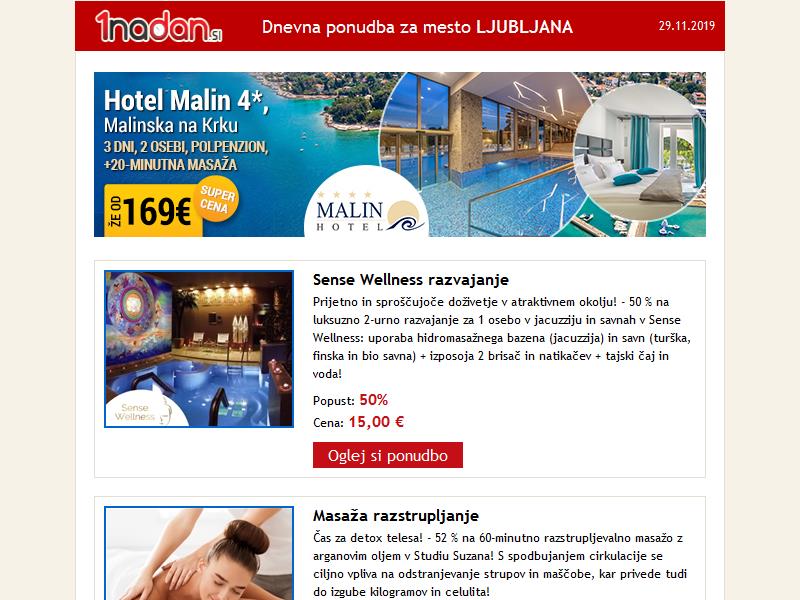 1nadan.si
Dnevna ponudba za mesto LJUBLJANA
29.11.2019
Hotel Malin 4*,
Malinska na Krku
3 DNI, 2 OSEBI, POLPENZION,
+20-MINUTNA MASAŽA
ŽE OD 169€
SUPER
CENA
MALIN
HOTEL
Sense Wellness razvajanje
Prijetno in sproščujoče doživetje v atraktivnem okolju! - 50 % na
luksuzno 2-urno razvajanje za 1 osebo v jacuzziju in savnah v Sense
Wellness: uporaba hidromasažnega bazena (jacuzzija) in savn (turška,
finska in bio savna) + izposoja 2 brisač in natikačev + tajski čaj in
voda!
Popust: 50%
Cena: 15,00 €
Oglej si ponudbo
Sense
Wellness
Masaža razstrupljanje
Čas za detox telesa! - 52 % na 60-minutno razstrupljevalno masažo z
arganovim oljem v Studiu Suzana! S spodbujanjem cirkulacije se
ciljno vpliva na odstranjevanje strupov in maščobe, kar privede tudi
do izgube kilogramov in celulita!